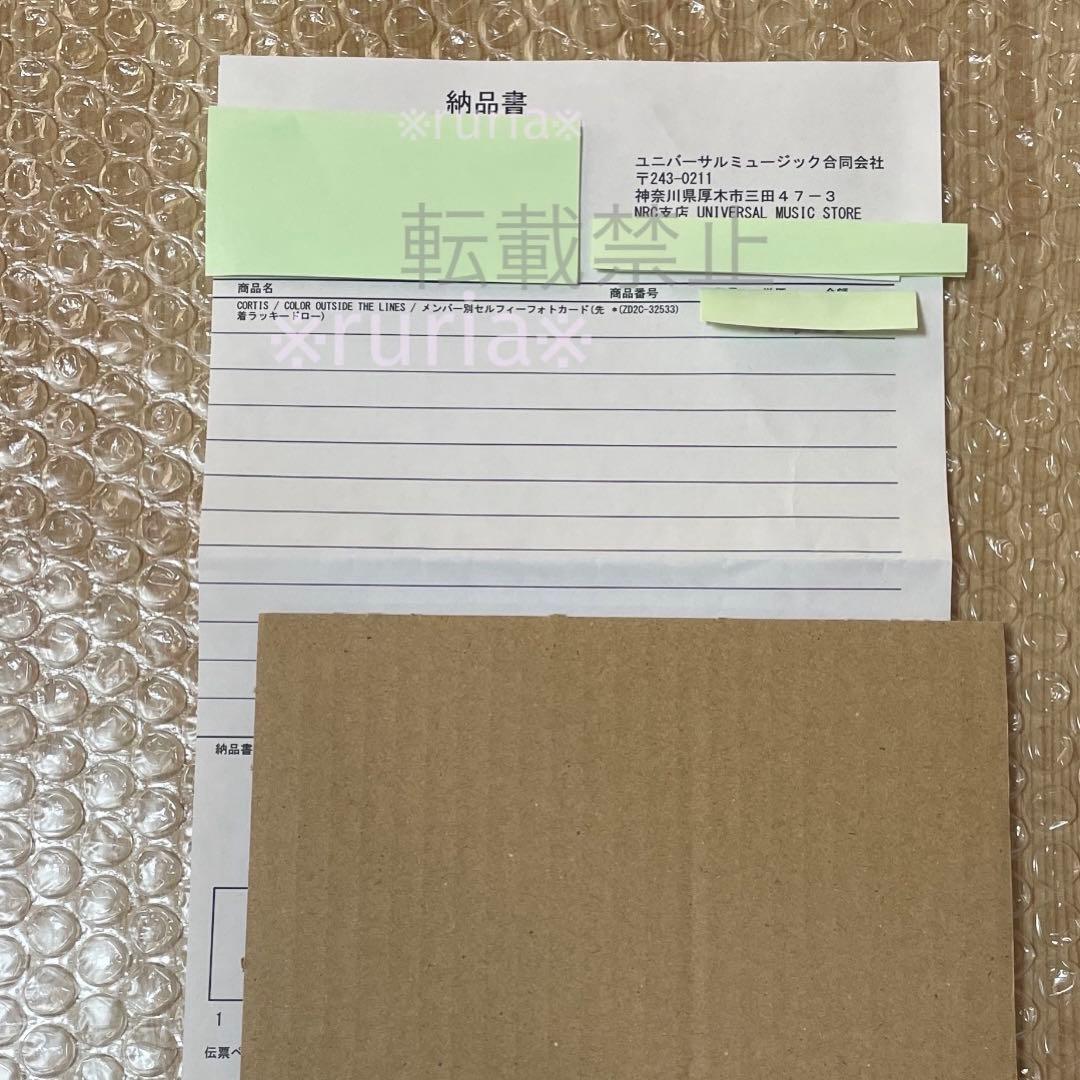 納品書
※ruria※
ユニバーサルミュージック合同会社
〒243-0211
神奈川県厚木市三田４７－３
NRC支店 UNIVERSAL MUSIC STORE
転載禁止
商品名
商品番号
CORTIS / COLOR OUTSIDE THE LINES / メンバー別セルフィーフォトカード(先 *(ZD2C-32533)
着ラッキードロー)
※ruria※
納品書
1
伝票ペ